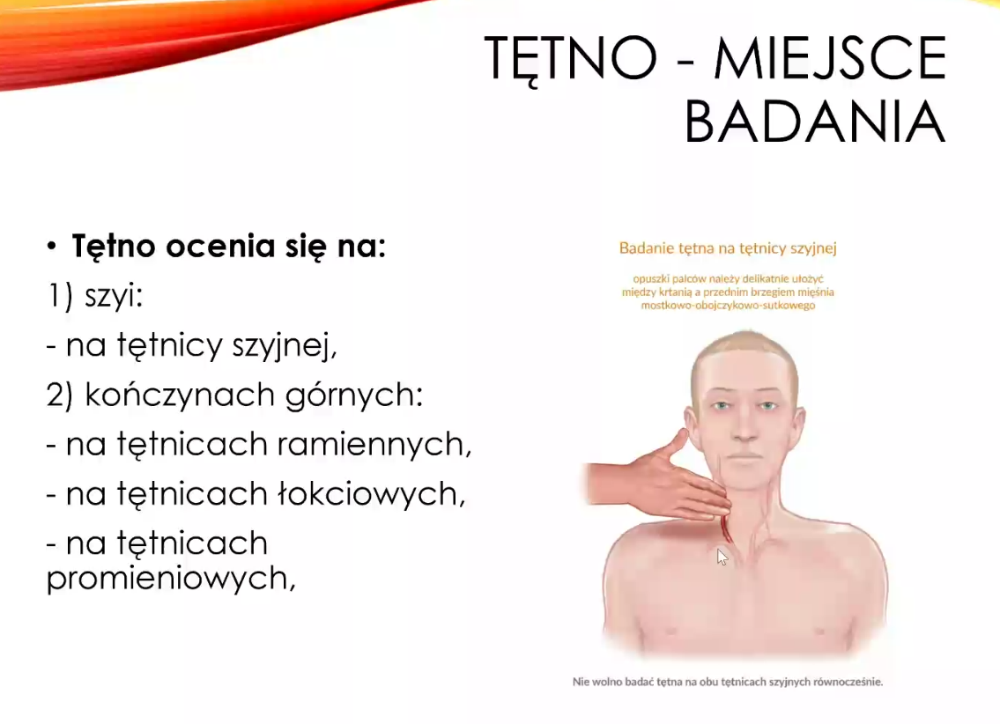 TĘTNO - MIEJSCE
BADANIA
• Tętno ocenia się na:
1) szyi:
- na tętnicy szyjnej,
2) kończynach górnych:
- na tętnicach ramiennych,
- na tętnicach łokciowych,
- na tętnicach
promieniowych,
Badanie tętna na tętnicy szyjnej
opuszki palców należy delikatnie ułożyć
między krtanią a przednim brzegiem mięśnia
mostkowo-obojczykowo-sutkowego
Nie wolno badać tętna na obu tętnicach szyjnych równocześnie.